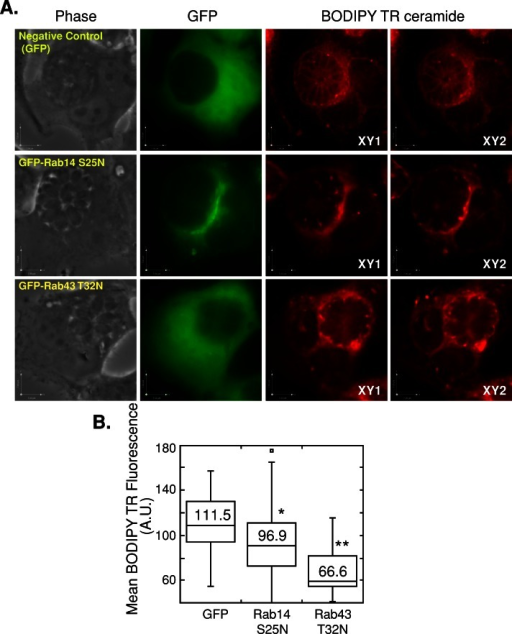 A.
Phase GFP BODIPY TR ceramide
Negative Control
(GFP)
XY1 XY2
GFP-Rab14 S25N
XY1 XY2
GFP-Rab43 T32N
XY1 XY2
B.
Mean BODIPY TR Fluorescence
(A.U.)
180
140
100
60
111.5
*
96.9
**
66.6
GFP Rab14 Rab43
S25N T32N